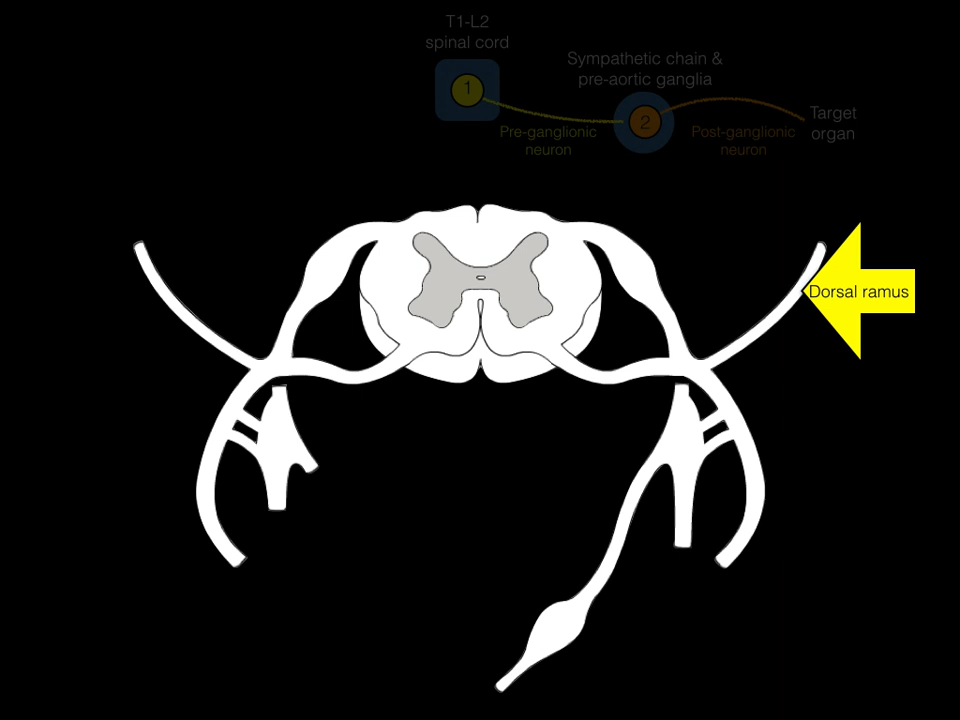 T1-L2
spinal cord
1
Sympathetic chain &
pre-aortic ganglia
2
Pre-ganglionic
neuron
Post-ganglionic
neuron
Target
organ
Dorsal ramus